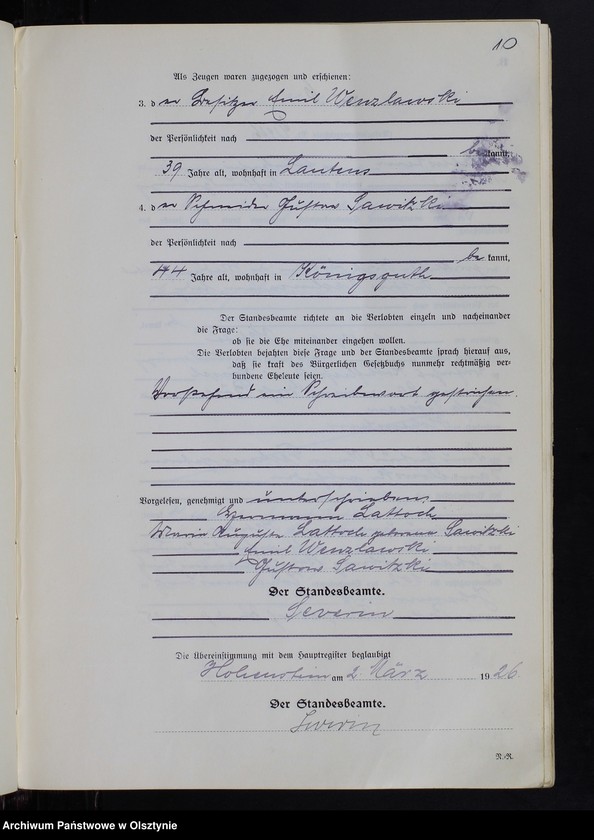 10
Als Zeugen waren zugezogen und erschienen:
3. der Besitzer Emil Wenzlawski
der Persönlichkeit nach
be kannt,
39 Jahre alt, wohnhaft in Lautens
4. der Schneider Gustav Sawitzki
der Persönlichkeit nach
be kannt,
44 Jahre alt, wohnhaft in Königsguth
Der Standesbeamte richtete an die Verlobten einzeln und nacheinander
die Frage:
ob sie die Ehe miteinander eingehen wollen.
Die Verlobten bejahten diese Frage und der Standesbeamte sprach hierauf aus,
daß sie kraft des Bürgerlichen Gesetzbuchs nunmehr rechtmäßig ver-
bundene Eheleute seien.
Vorstehend ein Schreibwort gestrichen.
Vorgelesen, genehmigt und unterschrieben.
Hermann Lattoch
Marie Auguste Lattoch geborene Sawitzki
Emil Wenzlawski
Gustav Sawitzki
Der Standesbeamte.
Severin
Die Übereinstimmung mit dem Hauptregister beglaubigt
Hohenstein am 2. März 1926.
Der Standesbeamte.
Severin
Archiwum Państwowe w Olsztynie